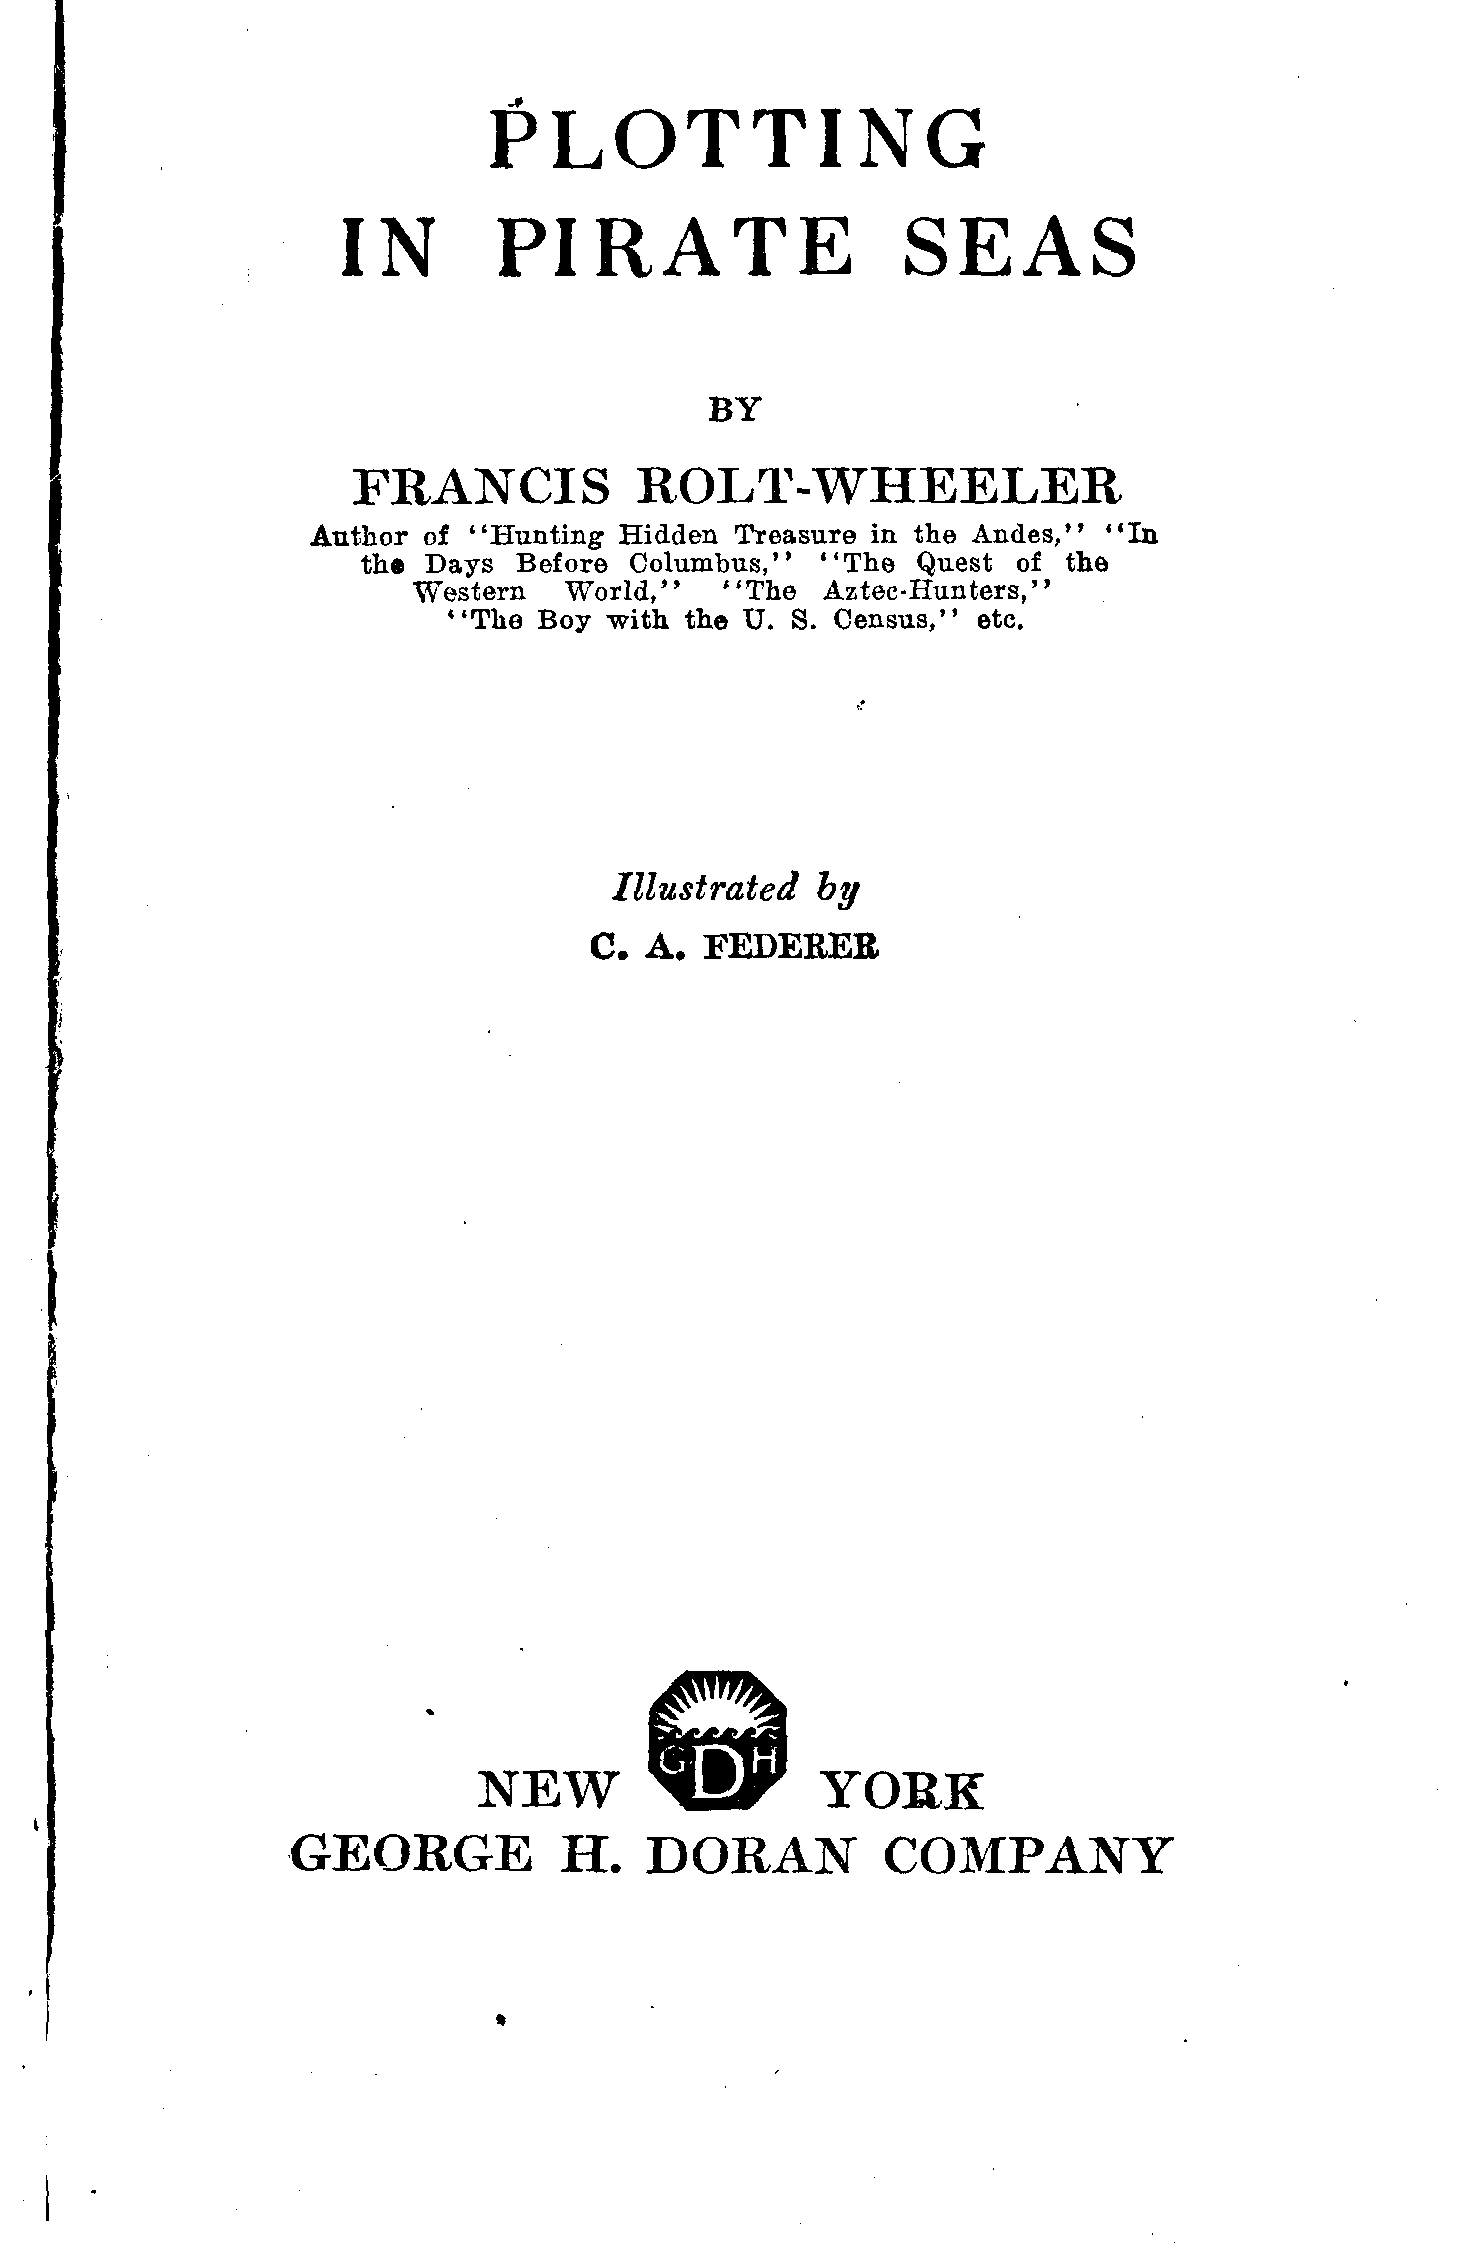 PLOTTING
IN PIRATE SEAS
BY
FRANCIS ROLT-WHEELER
Author of "Hunting Hidden Treasure in the Andes," "In
the Days Before Columbus," "The Quest of the
Western World," "The Aztec-Hunters,"
"The Boy with the U. S. Census," etc.
Illustrated by
C. A. FEDERER
G D H
NEW YORK
GEORGE H. DORAN COMPANY